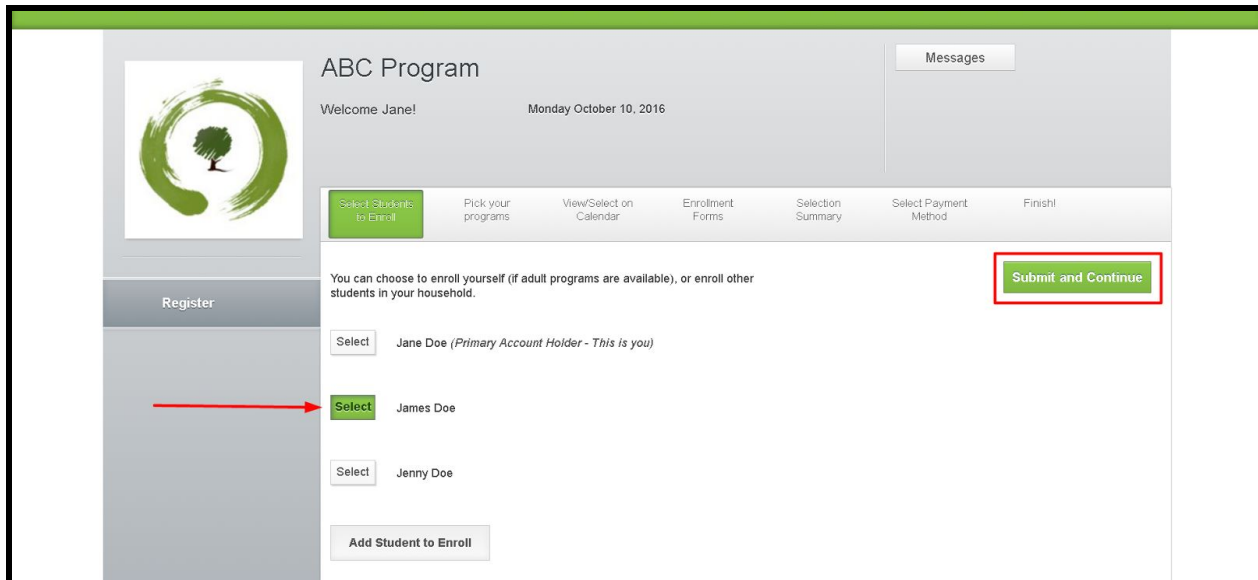 ABC Program
Messages
Welcome Jane!
Monday October 10, 2016
Select Students
to Enroll
Pick your
programs
View/Select on
Calendar
Enrollment
Forms
Selection
Summary
Select Payment
Method
Finish!
Register
You can choose to enroll yourself (if adult programs are available), or enroll other
students in your household.
Submit and Continue
Select Jane Doe (Primary Account Holder - This is you)
Select James Doe
Select Jenny Doe
Add Student to Enroll